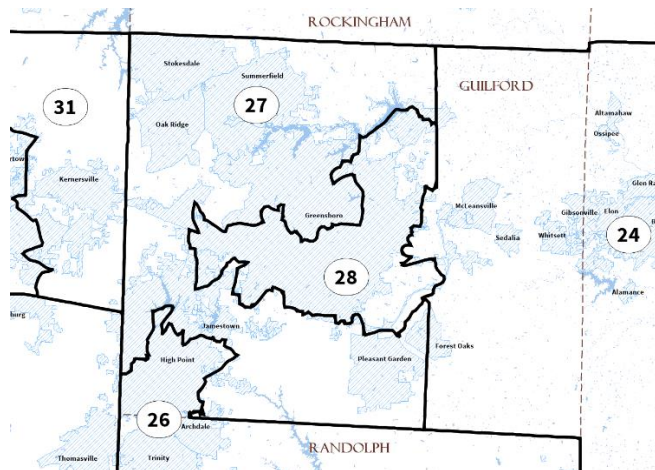 ROCKINGHAM
Stokesdale
Summerfield
31
27
GUILFORD
Oak Ridge
Altamahaw
Ossipee
Kernersville
Glen Ra
McLeansville
Gibsonville
Elon
Greensboro
Sedalia
Whitsett
24
28
Alamance
Jamestown
Forest Oaks
High Point
Pleasant Garden
26
Archdale
RANDOLPH
Thomasville
Trinity